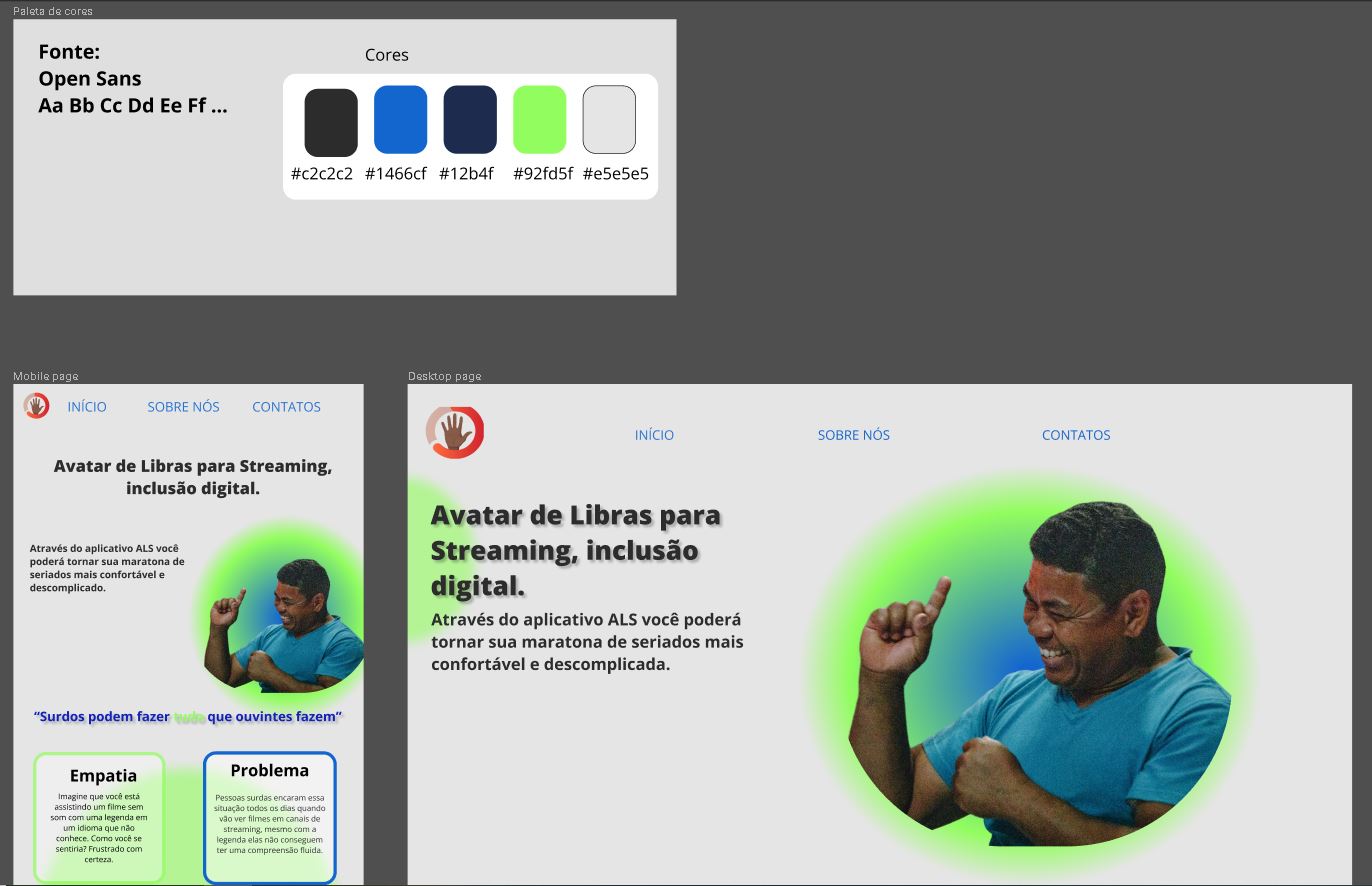 Paleta de cores
Fonte:
Open Sans
Aa Bb Cc Dd Ee Ff ...
Cores
#c2c2c2 #1466cf #12b4f #92fd5f #e5e5e5
Mobile page
INÍCIO SOBRE NÓS CONTATOS
Avatar de Libras para Streaming,
inclusão digital.
Através do aplicativo ALS você
poderá tornar sua maratona de
seriados mais confortável e
descomplicado.
“Surdos podem fazer tudo que ouvintes fazem”
Empatia
Imagine que você está
assistindo um filme sem
som com uma legenda em
um idioma que não
conhece. Como você se
sentiria? Frustrado com
certeza.
Problema
Pessoas surdas encaram essa
situação todos os dias quando
vão ver filmes em canais de
streaming, mesmo com a
legenda elas não conseguem
ter uma compreensão fluida.
Desktop page
INÍCIO SOBRE NÓS CONTATOS
Avatar de Libras para
Streaming, inclusão
digital.
Através do aplicativo ALS você poderá
tornar sua maratona de seriados mais
confortável e descomplicada.